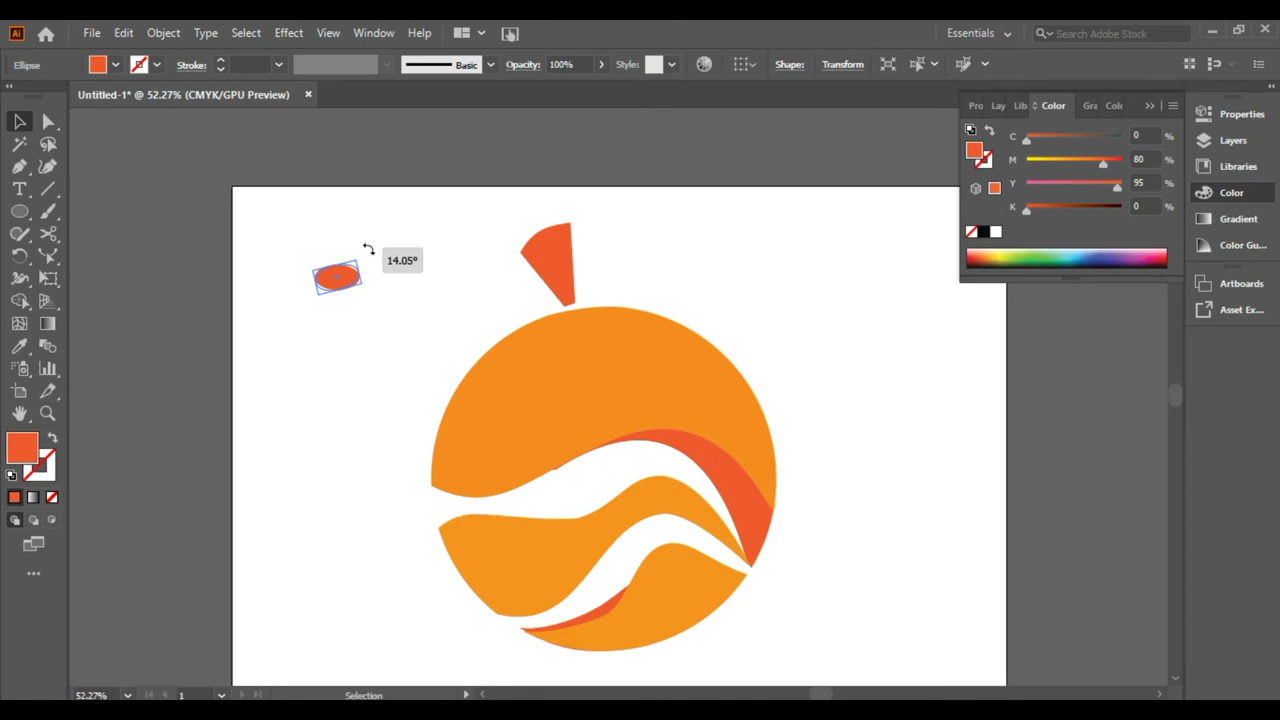 Ai
File Edit Object Type Select Effect View Window Help
Essentials
Search Adobe Stock
Ellipse
Stroke:
Basic
Opacity: 100%
Style:
Shape:
Transform
Untitled-1* @ 52.27% (CMYK/GPU Preview) ×
Pro Lay Lib Color Gra Colo
C 0 %
M 80 %
Y 95 %
K 0 %
Properties
Layers
Libraries
Color
Gradient
Color Gu...
Artboards
Asset Ex...
14.05°
52.27%
1
Selection